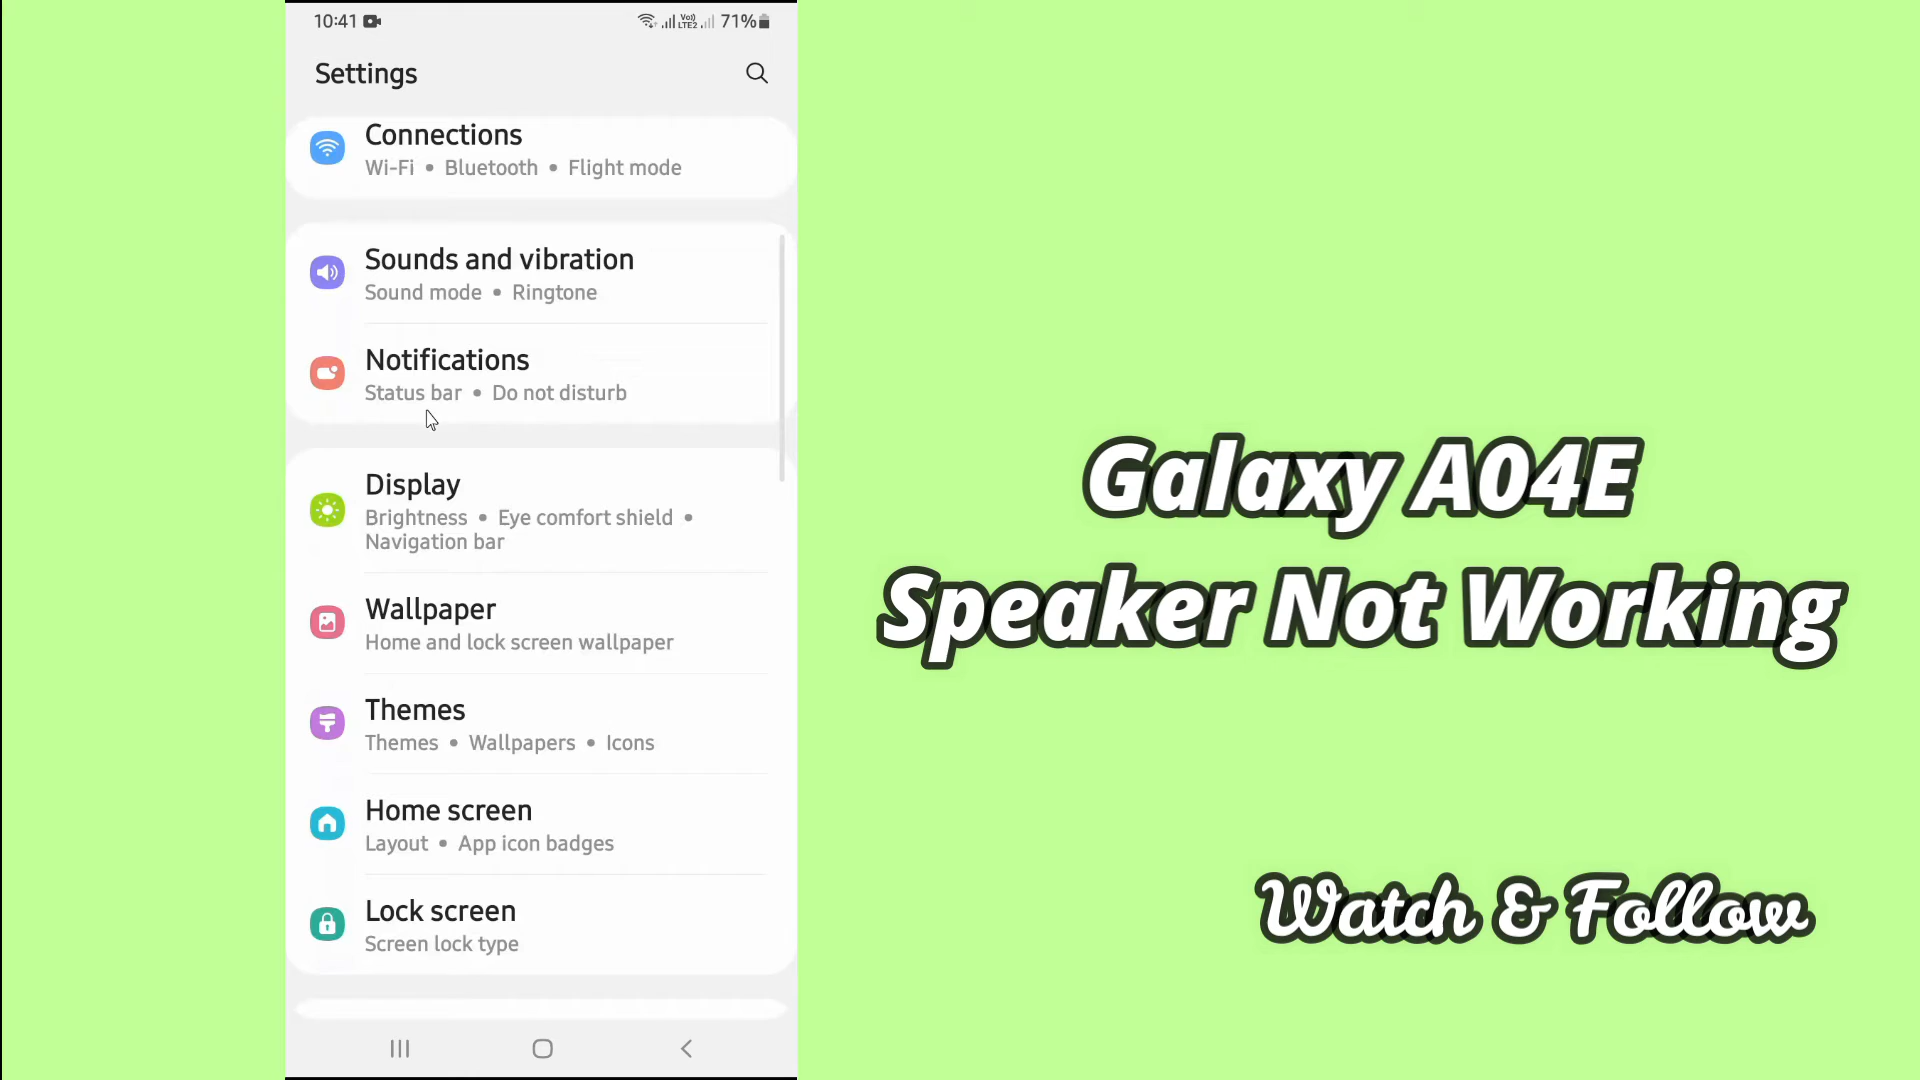 10:41
Vo) LTE2 71%
Settings
Connections
Wi-Fi • Bluetooth • Flight mode
Sounds and vibration
Sound mode • Ringtone
Notifications
Status bar • Do not disturb
Display
Brightness • Eye comfort shield •
Navigation bar
Wallpaper
Home and lock screen wallpaper
Themes
Themes • Wallpapers • Icons
Home screen
Layout • App icon badges
Lock screen
Screen lock type
Galaxy A04E
Speaker Not Working
Watch & Follow